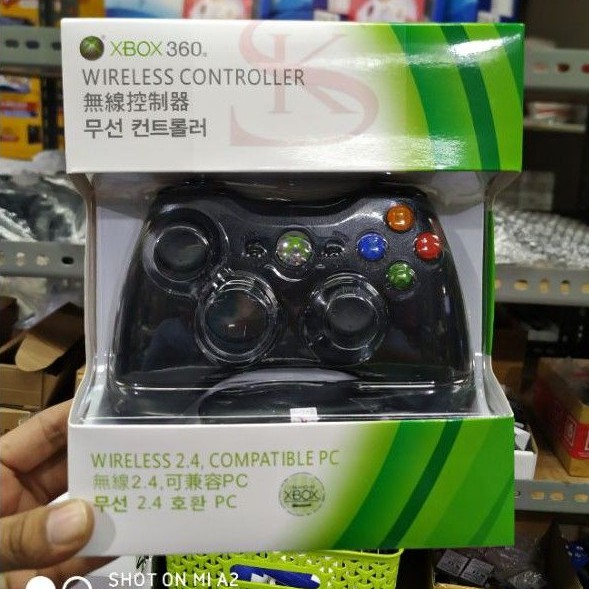 XBOX 360
WIRELESS CONTROLLER
無線控制器
무선 컨트롤러
WIRELESS 2.4, COMPATIBLE PC
無線2.4,可兼容PC
무선 2.4 호환 PC
XBOX
SHOT ON MI A2